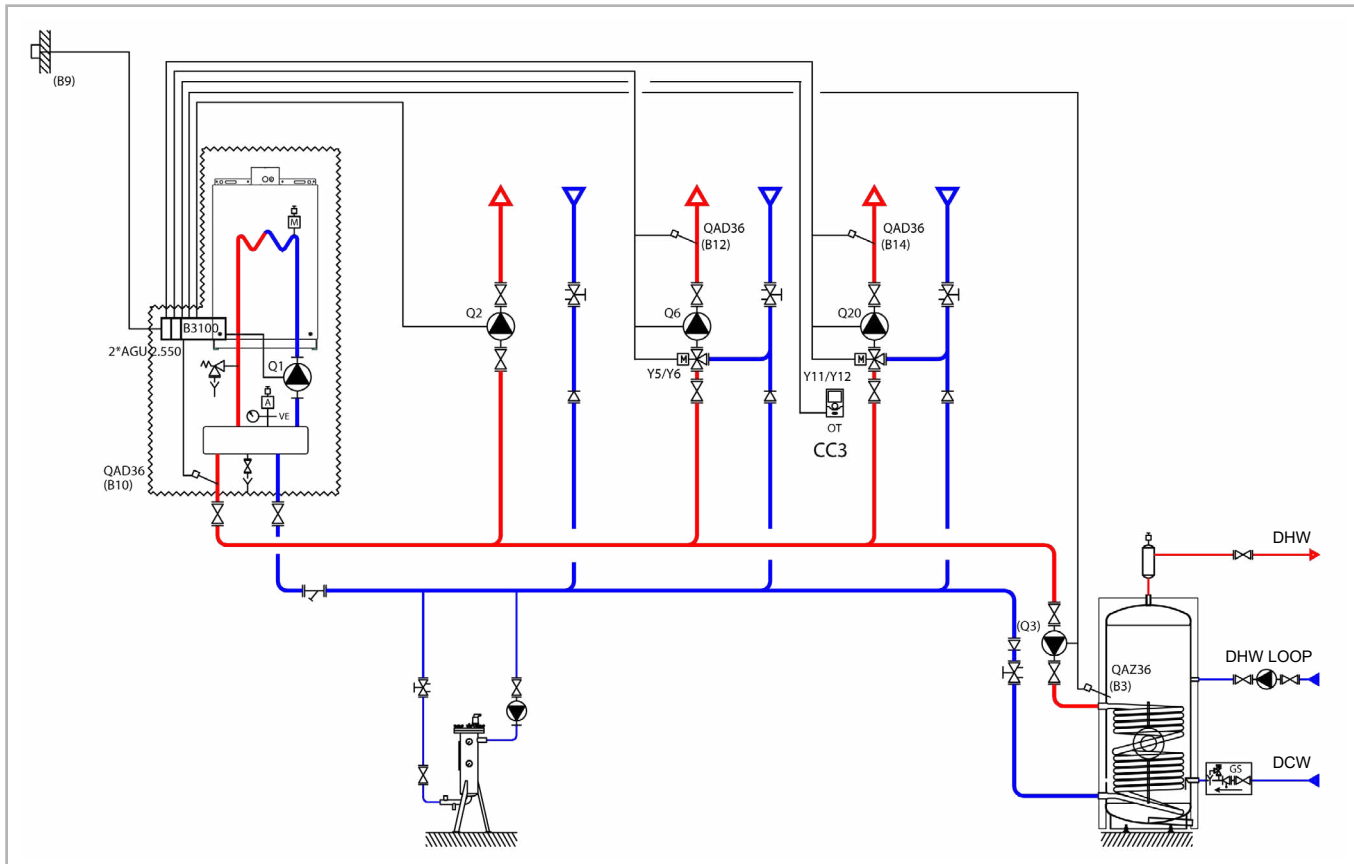 (B9)
QAD36
(B12)
QAD36
(B14)
B3100
Q2
Q6
Q20
2*AGU 2.550
Q1
M
M
M
Y5/Y6
Y11/Y12
A
VE
OT
CC3
QAD36
(B10)
DHW
(Q3)
DHW LOOP
QAZ36
(B3)
DCW
GS